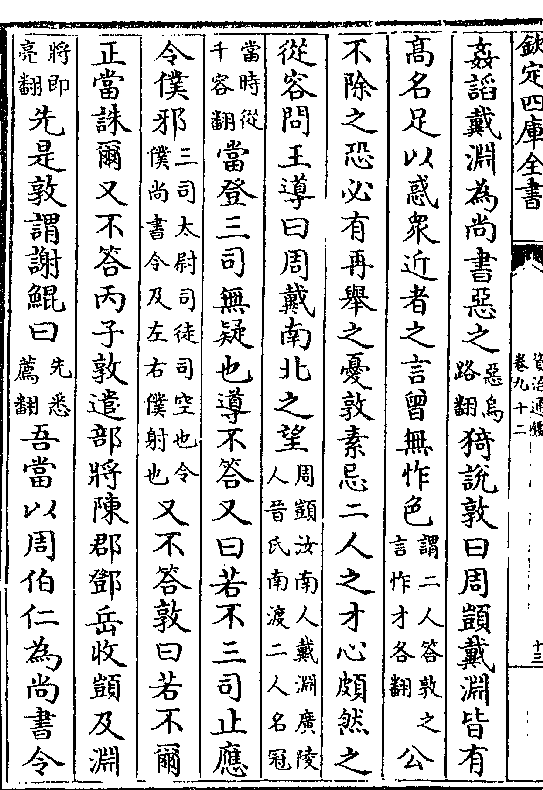 欽定四庫全書
資治通鑑
卷九十二
十三
姦謟戴淵為尚書惡之惡烏路翻猗說敦曰周顗戴淵皆有
高名足以惑衆近者之言曾無怍色謂二人答敦之言怍才各翻公
不除之恐必有再舉之憂敦素忌二人之才心頗然之
從容問王導曰周戴南北之望周顗汝南人戴淵廣陵人晉氏南渡二人名冠
當時從千容翻當登三司無疑也導不答又曰若不三司止應
令僕邪三司太尉司徒司空也令僕尚書令及左右僕射也又不答敦曰若不爾
正當誅爾又不答丙子敦遣部將陳郡鄧岳收顗及淵
將即亮翻先是敦謂謝鯤曰先悉薦翻吾當以周伯仁為尚書令